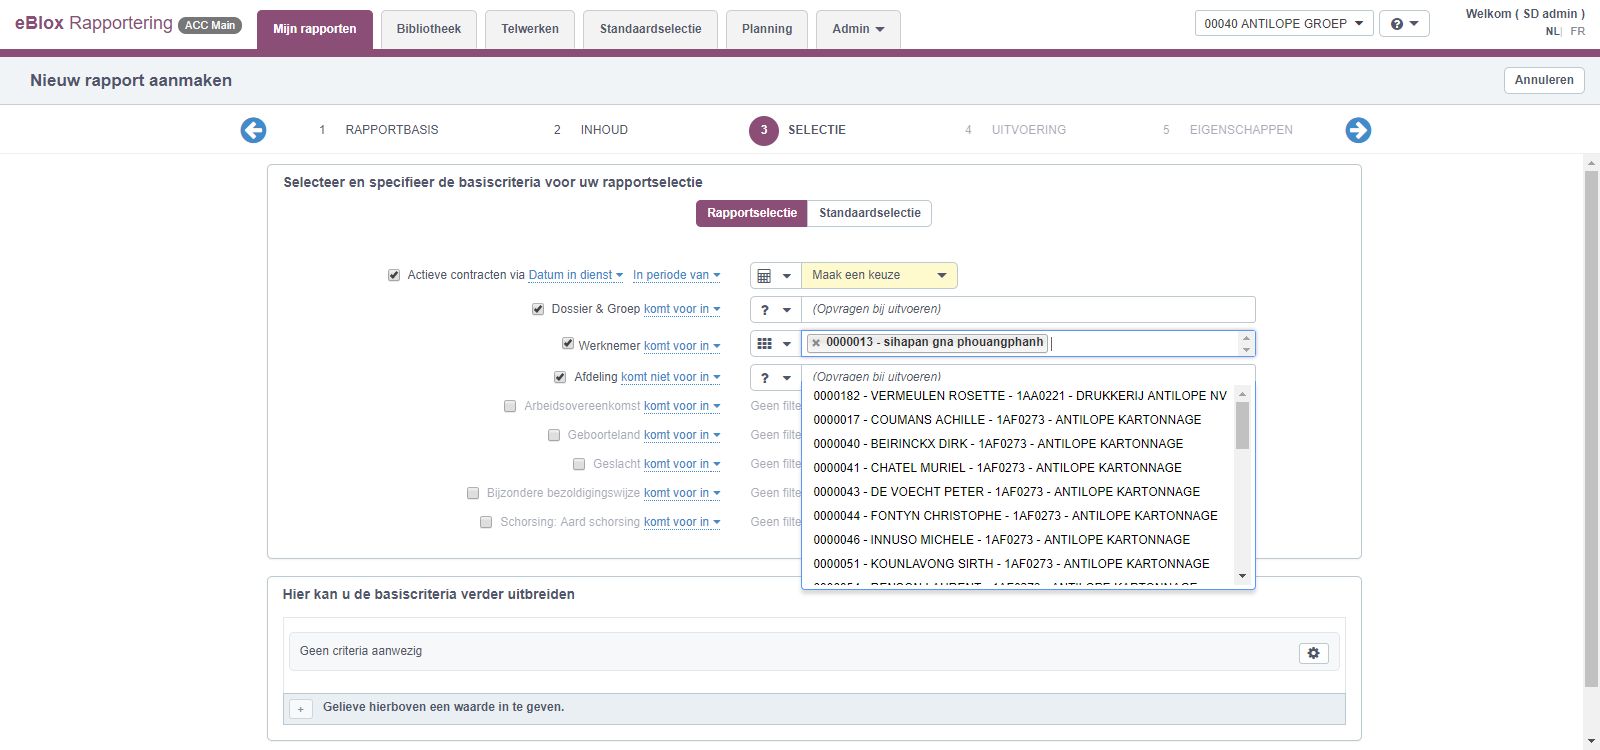 eBlox Rapportering ACC Main Mijn rapporten Bibliotheek Telwerken Standaardselectie Planning Admin 00040 ANTILOPE GROEP ? Welkom ( SD admin )
NL| FR
Nieuw rapport aanmaken Annuleren
1 RAPPORTBASIS 2 INHOUD 3 SELECTIE 4 UITVOERING 5 EIGENSCHAPPEN
Selecteer en specifieer de basiscriteria voor uw rapportselectie
Rapportselectie Standaardselectie
Actieve contracten via Datum in dienst In periode van Maak een keuze
Dossier & Groep komt voor in ? (Opvragen bij uitvoeren)
Werknemer komt voor in 0000013 - sihapan gna phouangphanh
Afdeling komt niet voor in ? (Opvragen bij uitvoeren)
0000182 - VERMEULEN ROSETTE - 1AA0221 - DRUKKERIJ ANTILOPE NV
Arbeidsovereenkomst komt voor in Geen filte
0000017 - COUMANS ACHILLE - 1AF0273 - ANTILOPE KARTONNAGE
Geboorteland komt voor in Geen filte
0000040 - BEIRINCKX DIRK - 1AF0273 - ANTILOPE KARTONNAGE
Geslacht komt voor in Geen filte
0000041 - CHATEL MURIEL - 1AF0273 - ANTILOPE KARTONNAGE
Bijzondere bezoldigingswijze komt voor in Geen filte
0000043 - DE VOECHT PETER - 1AF0273 - ANTILOPE KARTONNAGE
Schorsing: Aard schorsing komt voor in Geen filte
0000044 - FONTYN CHRISTOPHE - 1AF0273 - ANTILOPE KARTONNAGE
0000046 - INNUSO MICHELE - 1AF0273 - ANTILOPE KARTONNAGE
0000051 - KOUNLAVONG SIRTH - 1AF0273 - ANTILOPE KARTONNAGE
0000054 - RENSON LAURENT - 1AF0273 - ANTILOPE KARTONNAGE
Hier kan u de basiscriteria verder uitbreiden
Geen criteria aanwezig
+ Gelieve hierboven een waarde in te geven.